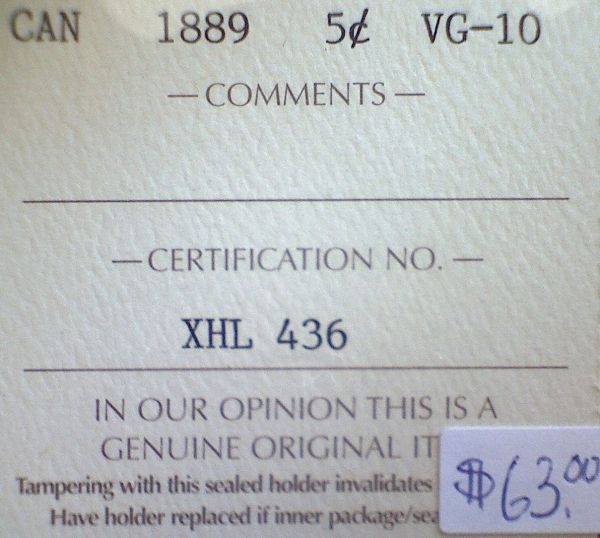 CAN 1889 5¢ VG-10
— COMMENTS —
— CERTIFICATION NO. —
XHL 436
IN OUR OPINION THIS IS A
GENUINE ORIGINAL IT
Tampering with this sealed holder invalidates
Have holder replaced if inner package/sea
$63.00